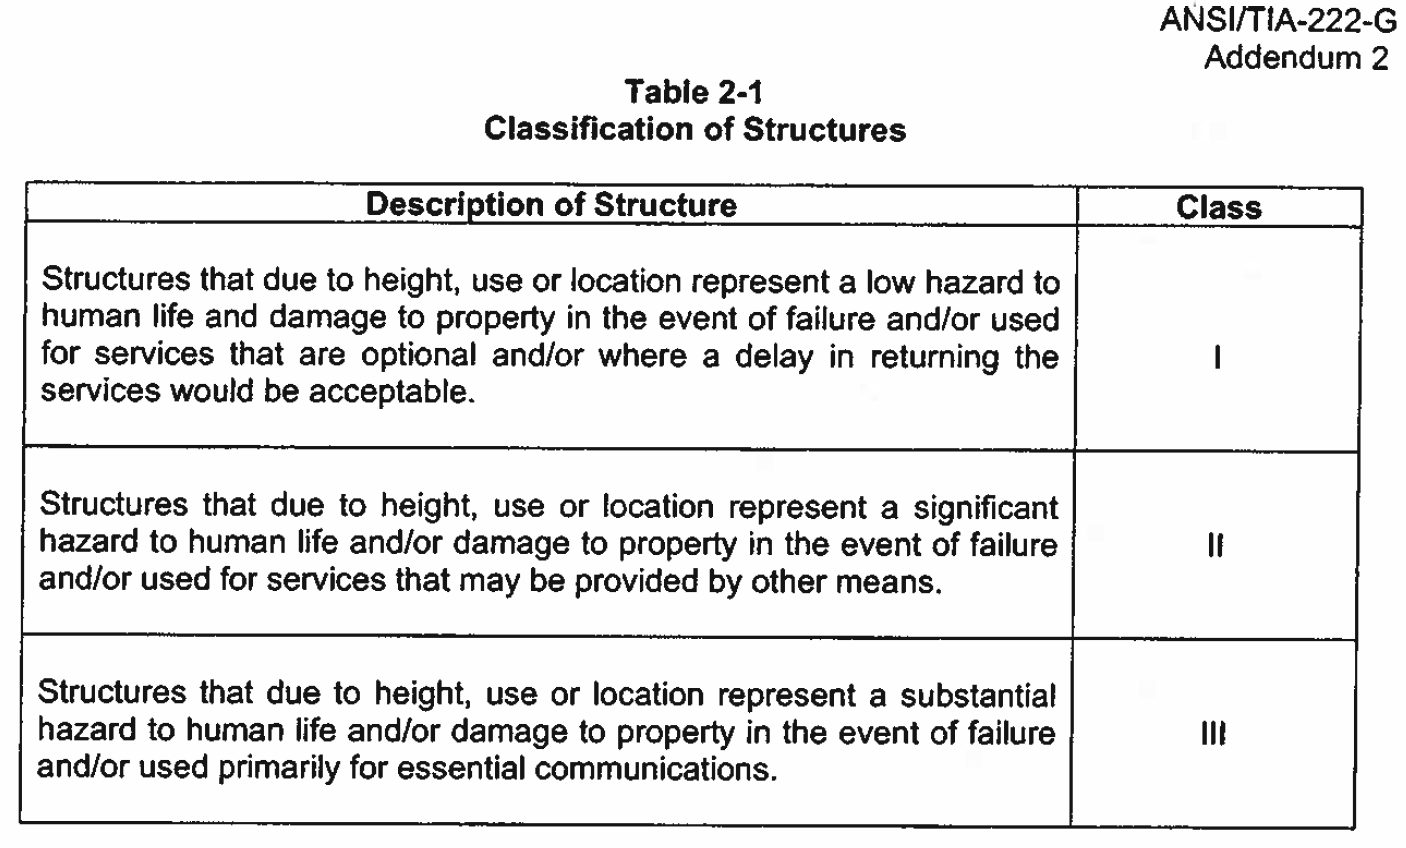 ANSI/TIA-222-G
Addendum 2
Table 2-1
Classification of Structures
Description of Structure
Class
Structures that due to height, use or location represent a low hazard to
human life and damage to property in the event of failure and/or used
for services that are optional and/or where a delay in returning the
services would be acceptable.
I
Structures that due to height, use or location represent a significant
hazard to human life and/or damage to property in the event of failure
and/or used for services that may be provided by other means.
II
Structures that due to height, use or location represent a substantial
hazard to human life and/or damage to property in the event of failure
and/or used primarily for essential communications.
III